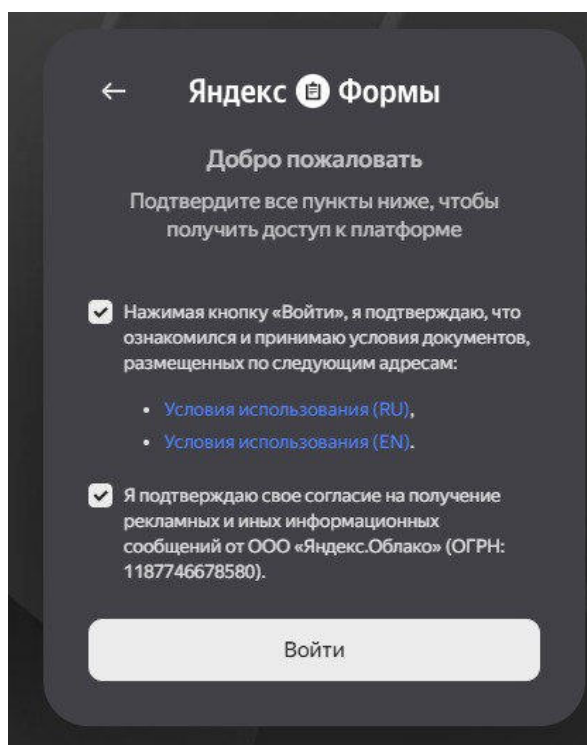 Яндекс Формы
Добро пожаловать
Подтвердите все пункты ниже, чтобы
получить доступ к платформе
Нажимая кнопку «Войти», я подтверждаю, что
ознакомился и принимаю условия документов,
размещенных по следующим адресам:
• Условия использования (RU),
• Условия использования (EN).
Я подтверждаю свое согласие на получение
рекламных и иных информационных
сообщений от ООО «Яндекс.Облако» (ОГРН:
1187746678580).
Войти